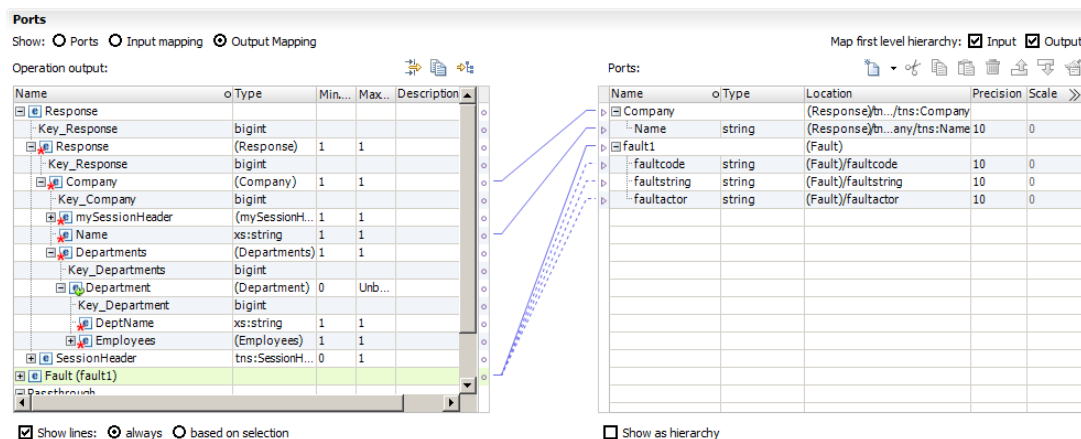 Ports
Show: Ports Input mapping Output Mapping Map first level hierarchy: Input Output
Operation output: Ports:
Name Type Min.... Max... Description
Response
Key_Response bigint
Response (Response) 1 1
Key_Response bigint
Company (Company) 1 1
Key_Company bigint
mySessionHeader (mySessionH... 1 1
Name xs:string 1 1
Departments (Departments) 1 1
Key_Departments bigint
Department (Department) 0 Unb...
Key_Department bigint
DeptName xs:string 1 1
Employees (Employees) 1 1
SessionHeader tns:SessionH... 0 1
Fault (fault1)
Passthrough
Name Type Location Precision Scale
Company (Response)/tn.../tns:Company
Name string (Response)/tn...any/tns:Name 10 0
fault1 (Fault)
faultcode string (Fault)/faultcode 10 0
faultstring string (Fault)/faultstring 10 0
faultactor string (Fault)/faultactor 10 0
Show lines: always based on selection Show as hierarchy